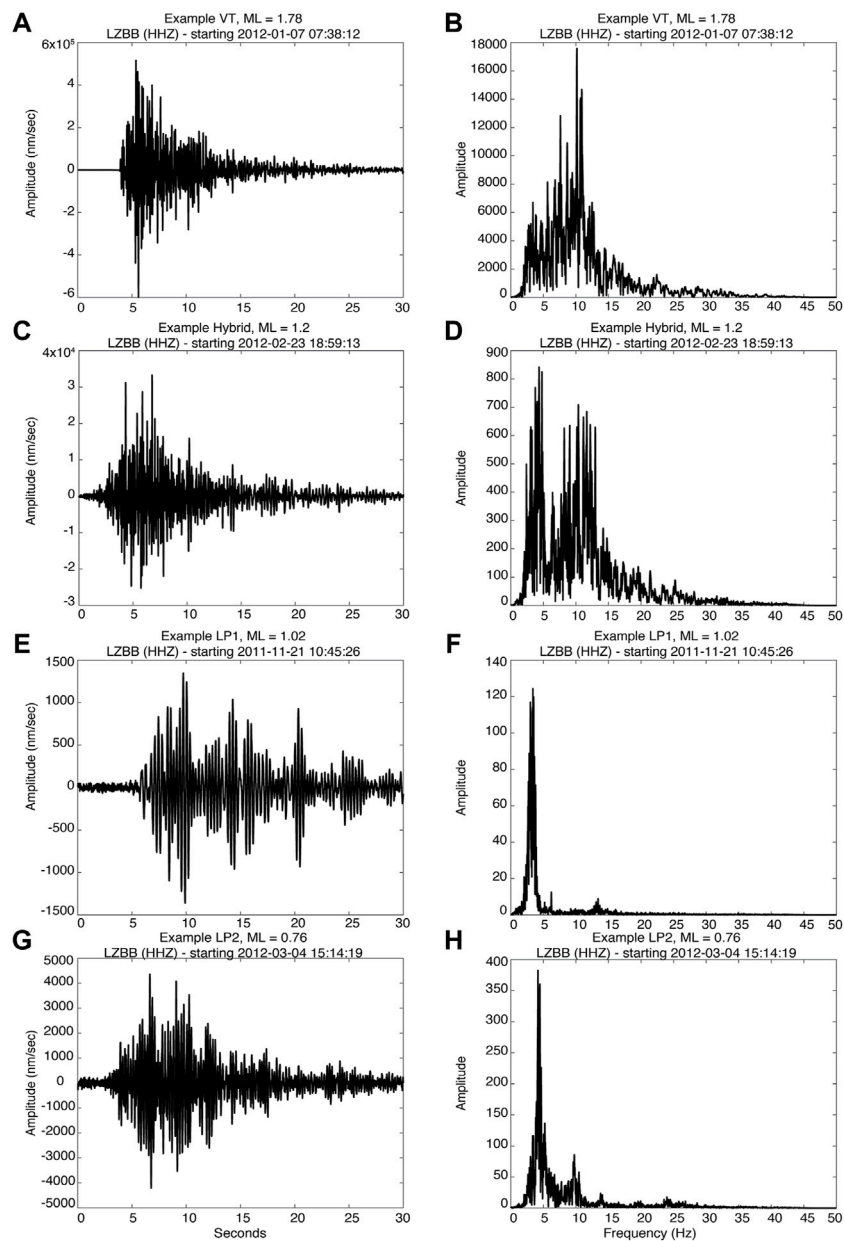 A
Example VT, ML = 1.78
LZBB (HHZ) - starting 2012-01-07 07:38:12
6x10⁵
4
2
0
-2
-4
-6
Amplitude (nm/sec)
0 5 10 15 20 25 30
B
Example VT, ML = 1.78
LZBB (HHZ) - starting 2012-01-07 07:38:12
18000
16000
14000
12000
10000
8000
6000
4000
2000
0
Amplitude
0 5 10 15 20 25 30 35 40 45 50
C
Example Hybrid, ML = 1.2
LZBB (HHZ) - starting 2012-02-23 18:59:13
4x10⁴
3
2
1
0
-1
-2
-3
Amplitude (nm/sec)
0 5 10 15 20 25 30
D
Example Hybrid, ML = 1.2
LZBB (HHZ) - starting 2012-02-23 18:59:13
900
800
700
600
500
400
300
200
100
0
Amplitude
0 5 10 15 20 25 30 35 40 45 50
E
Example LP1, ML = 1.02
LZBB (HHZ) - starting 2011-11-21 10:45:26
1500
1000
500
0
-500
-1000
-1500
Amplitude (nm/sec)
0 5 10 15 20 25 30
F
Example LP1, ML = 1.02
LZBB (HHZ) - starting 2011-11-21 10:45:26
140
120
100
80
60
40
20
0
Amplitude
0 5 10 15 20 25 30 35 40 45 50
G
Example LP2, ML = 0.76
LZBB (HHZ) - starting 2012-03-04 15:14:19
5000
4000
3000
2000
1000
0
-1000
-2000
-3000
-4000
-5000
Amplitude (nm/sec)
0 5 10 15 20 25 30
Seconds
H
Example LP2, ML = 0.76
LZBB (HHZ) - starting 2012-03-04 15:14:19
400
350
300
250
200
150
100
50
0
Amplitude
0 5 10 15 20 25 30 35 40 45 50
Frequency (Hz)